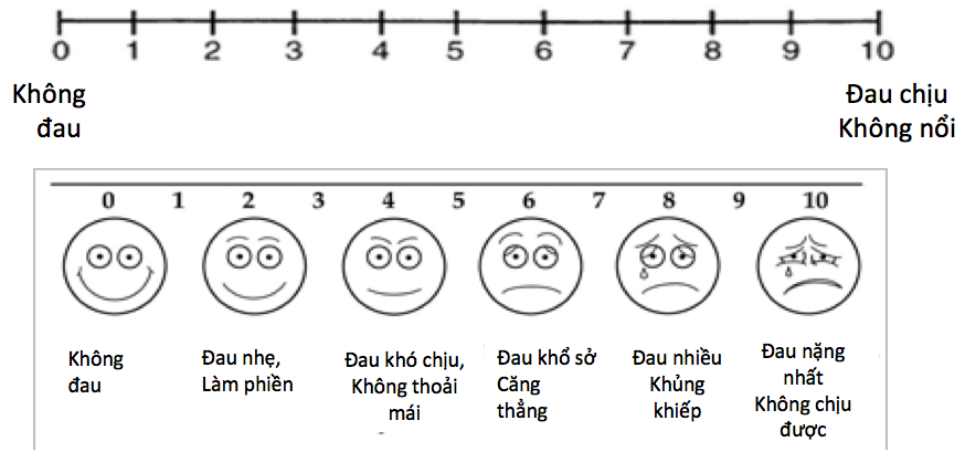 0 1 2 3 4 5 6 7 8 9 10
Không
đau
Đau chịu
Không nổi
0 1 2 3 4 5 6 7 8 9 10
Không
đau
Đau nhẹ,
Làm phiền
Đau khó chịu,
Không thoải
mái
Đau khổ sở
Căng
thẳng
Đau nhiều
Khủng
khiếp
Đau nặng
nhất
Không chịu
được